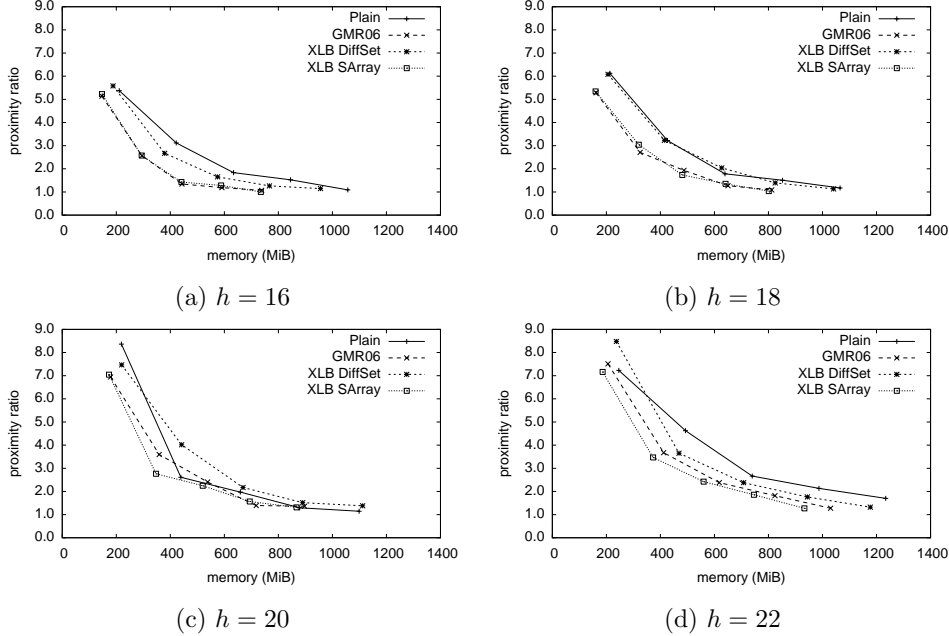 9.0
8.0
7.0
6.0
5.0
4.0
3.0
2.0
1.0
0.0
proximity ratio
Plain
GMR06
XLB DiffSet
XLB SArray
0 200 400 600 800 1000 1200 1400
memory (MiB)
(a) h = 16
9.0
8.0
7.0
6.0
5.0
4.0
3.0
2.0
1.0
0.0
proximity ratio
Plain
GMR06
XLB DiffSet
XLB SArray
0 200 400 600 800 1000 1200 1400
memory (MiB)
(b) h = 18
9.0
8.0
7.0
6.0
5.0
4.0
3.0
2.0
1.0
0.0
proximity ratio
Plain
GMR06
XLB DiffSet
XLB SArray
0 200 400 600 800 1000 1200 1400
memory (MiB)
(c) h = 20
9.0
8.0
7.0
6.0
5.0
4.0
3.0
2.0
1.0
0.0
proximity ratio
Plain
GMR06
XLB DiffSet
XLB SArray
0 200 400 600 800 1000 1200 1400
memory (MiB)
(d) h = 22